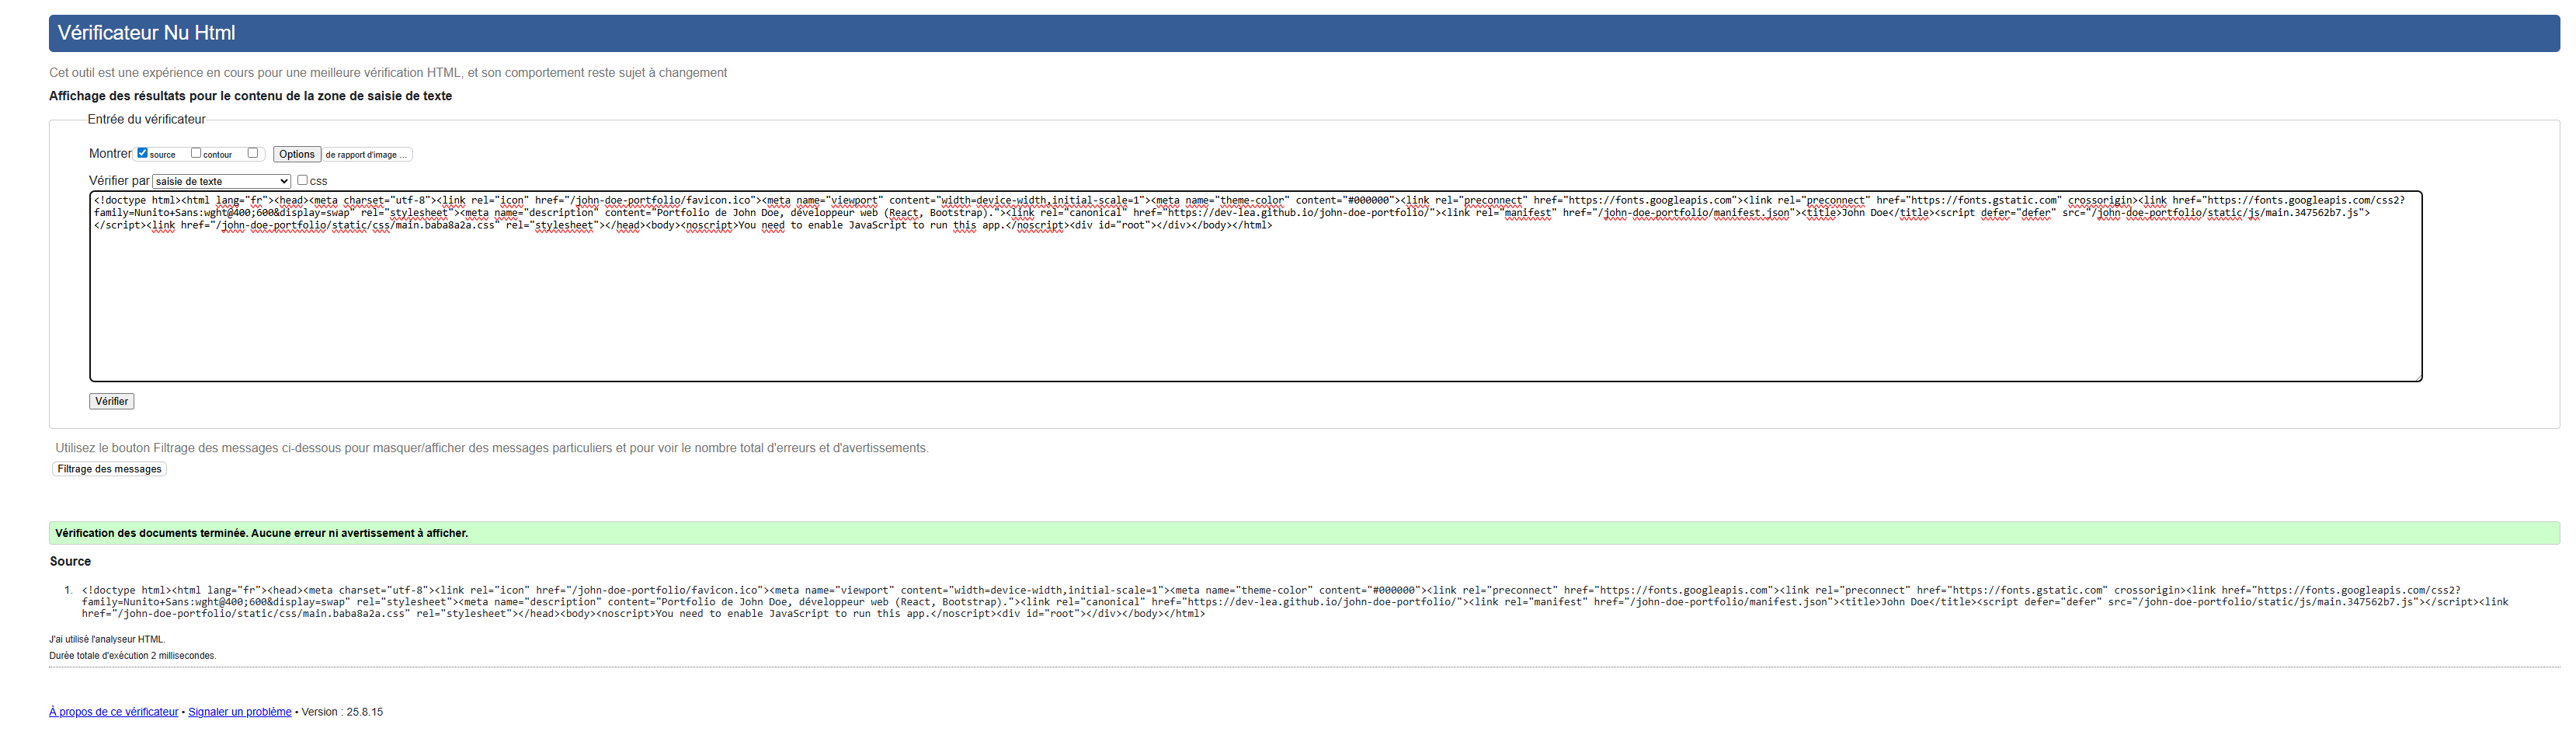 Vérificateur Nu Html
Cet outil est une expérience en cours pour une meilleure vérification HTML, et son comportement reste sujet à changement
Affichage des résultats pour le contenu de la zone de saisie de texte
Entrée du vérificateur
Montrer source contour Options de rapport d'image ...
Vérifier par saisie de texte css
<!doctype html><html lang="fr"><head><meta charset="utf-8"><link rel="icon" href="/john-doe-portfolio/favicon.ico"><meta name="viewport" content="width=device-width,initial-scale=1"><meta name="theme-color" content="#000000"><link rel="preconnect" href="https://fonts.googleapis.com"><link rel="preconnect" href="https://fonts.gstatic.com" crossorigin><link href="https://fonts.googleapis.com/css2?
family=Nunito+Sans:wght@400;600&display=swap" rel="stylesheet"><meta name="description" content="Portfolio de John Doe, développeur web (React, Bootstrap)."><link rel="canonical" href="https://dev-lea.github.io/john-doe-portfolio/"><link rel="manifest" href="/john-doe-portfolio/manifest.json"><title>John Doe</title><script defer="defer" src="/john-doe-portfolio/static/js/main.347562b7.js">
</script><link href="/john-doe-portfolio/static/css/main.baba8a2a.css" rel="stylesheet"></head><body><noscript>You need to enable JavaScript to run this app.</noscript><div id="root"></div></body></html>
Vérifier
Utilisez le bouton Filtrage des messages ci-dessous pour masquer/afficher des messages particuliers et pour voir le nombre total d'erreurs et d'avertissements.
Filtrage des messages
Vérification des documents terminée. Aucune erreur ni avertissement à afficher.
Source
1. <!doctype html><html lang="fr"><head><meta charset="utf-8"><link rel="icon" href="/john-doe-portfolio/favicon.ico"><meta name="viewport" content="width=device-width,initial-scale=1"><meta name="theme-color" content="#000000"><link rel="preconnect" href="https://fonts.googleapis.com"><link rel="preconnect" href="https://fonts.gstatic.com" crossorigin><link href="https://fonts.googleapis.com/css2?
family=Nunito+Sans:wght@400;600&display=swap" rel="stylesheet"><meta name="description" content="Portfolio de John Doe, développeur web (React, Bootstrap)."><link rel="canonical" href="https://dev-lea.github.io/john-doe-portfolio/"><link rel="manifest" href="/john-doe-portfolio/manifest.json"><title>John Doe</title><script defer="defer" src="/john-doe-portfolio/static/js/main.347562b7.js"></script><link
href="/john-doe-portfolio/static/css/main.baba8a2a.css" rel="stylesheet"></head><body><noscript>You need to enable JavaScript to run this app.</noscript><div id="root"></div></body></html>
J'ai utilisé l'analyseur HTML.
Durée totale d'exécution 2 millisecondes.
À propos de ce vérificateur • Signaler un problème • Version : 25.8.15